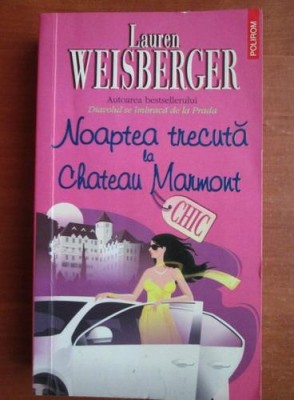 Lauren
WEISBERGER
POLIROM
Autoarea bestsellerului
Diavolul se îmbracă de la Prada
Noaptea trecută
la
Chateau Marmont
CHIC